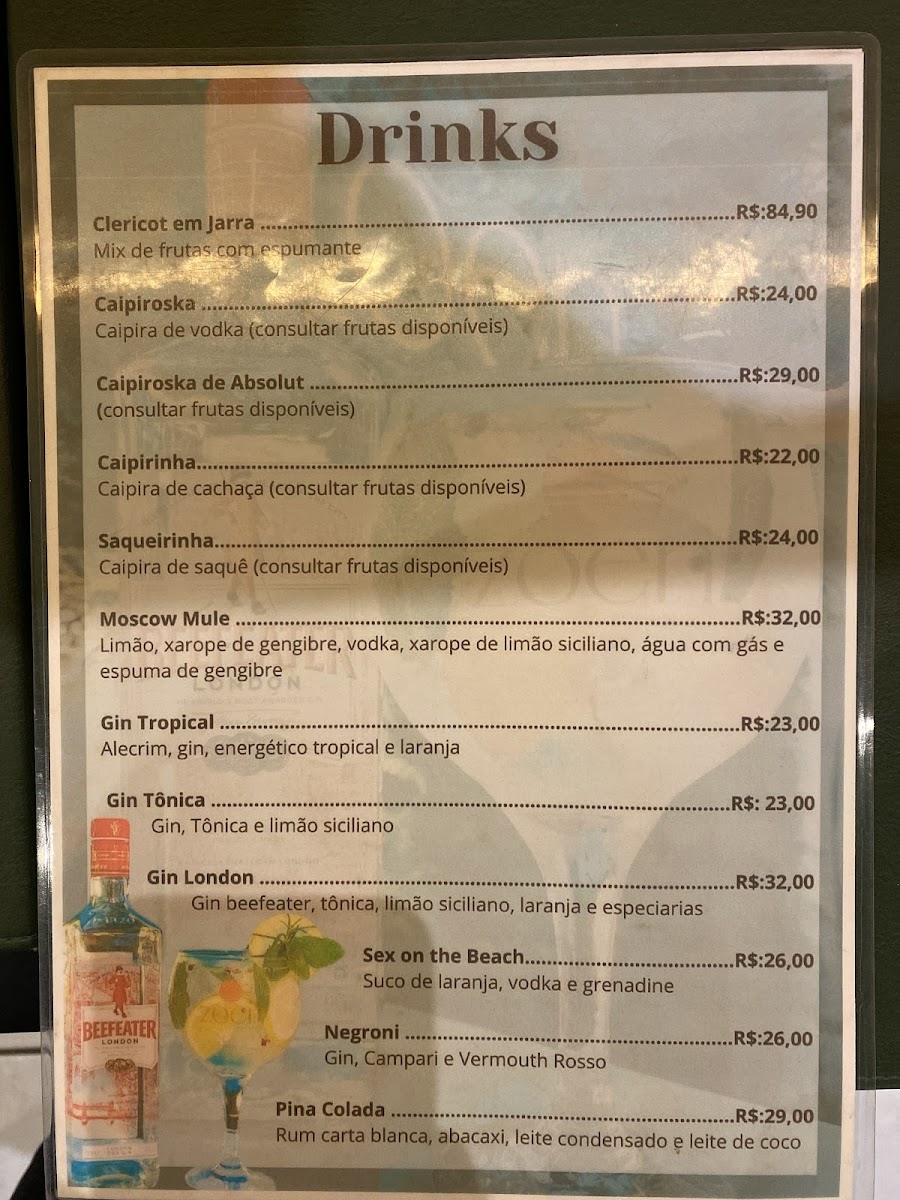 Drinks
Clericot em Jarra ........................R$:84,90
Mix de frutas com espumante
Caipiroska ........................R$:24,00
Caipira de vodka (consultar frutas disponíveis)
Caipiroska de Absolut ........................R$:29,00
(consultar frutas disponíveis)
Caipirinha........................R$:22,00
Caipira de cachaça (consultar frutas disponíveis)
Saqueirinha........................R$:24,00
Caipira de saquê (consultar frutas disponíveis)
Moscow Mule ........................R$:32,00
Limão, xarope de gengibre, vodka, xarope de limão siciliano, água com gás e
espuma de gengibre
LONDON
Gin Tropical ........................R$:23,00
Alecrim, gin, energético tropical e laranja
Gin Tônica ........................R$: 23,00
Gin, Tônica e limão siciliano
Gin London ........................R$:32,00
Gin beefeater, tônica, limão siciliano, laranja e especiarias
Sex on the Beach........................R$:26,00
Suco de laranja, vodka e grenadine
BEEFEATER
LONDON
Negroni ........................R$:26,00
Gin, Campari e Vermouth Rosso
Pina Colada ........................R$:29,00
Rum carta blanca, abacaxi, leite condensado e leite de coco